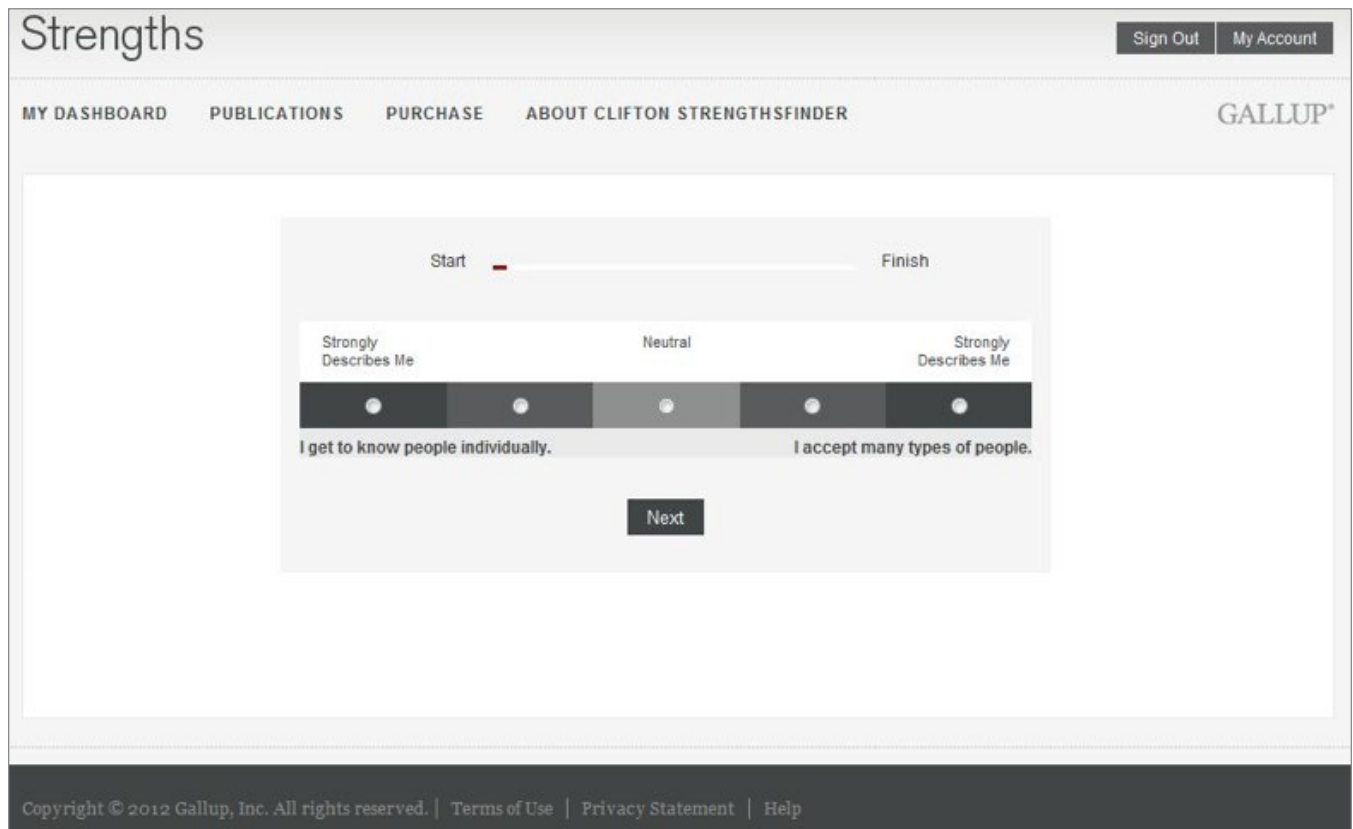 Strengths
Sign Out My Account
MY DASHBOARD PUBLICATIONS PURCHASE ABOUT CLIFTON STRENGTHSFINDER GALLUP®
Start Finish
Strongly Neutral Strongly
Describes Me Describes Me
I get to know people individually. I accept many types of people.
Next
Copyright © 2012 Gallup, Inc. All rights reserved. | Terms of Use | Privacy Statement | Help